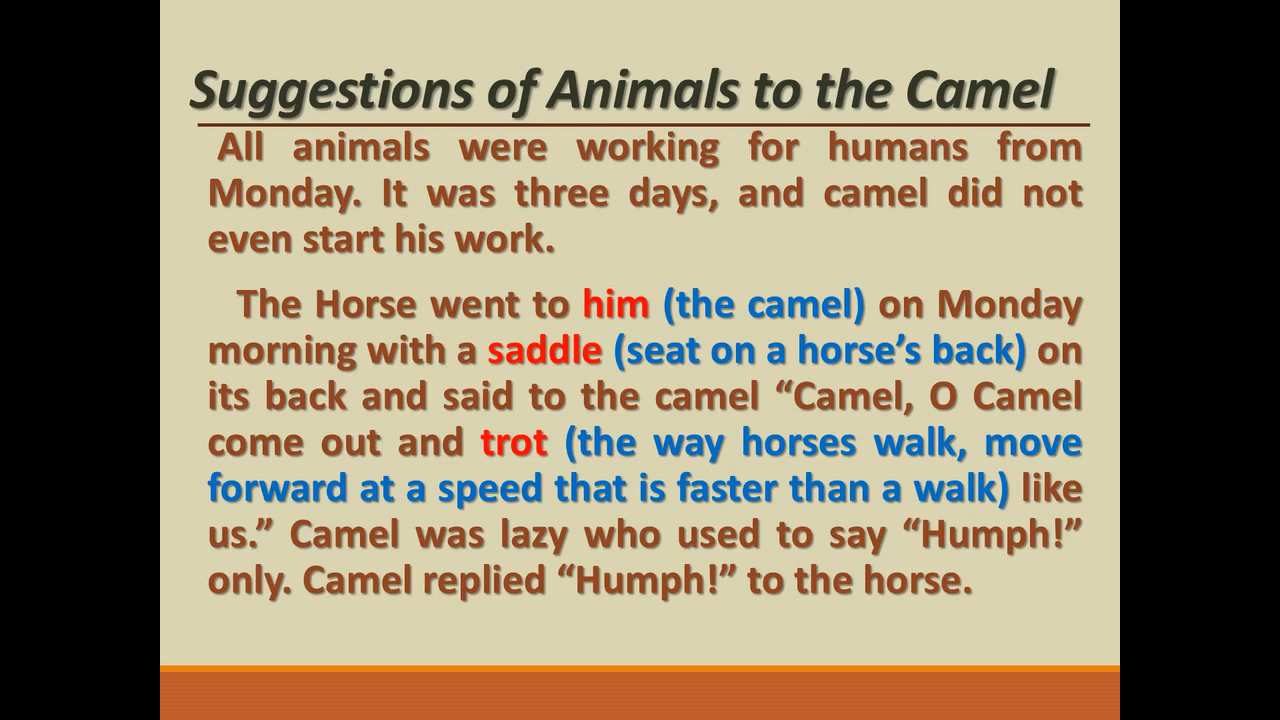 Suggestions of Animals to the Camel
All animals were working for humans from
Monday. It was three days, and camel did not
even start his work.
The Horse went to him (the camel) on Monday
morning with a saddle (seat on a horse’s back) on
its back and said to the camel “Camel, O Camel
come out and trot (the way horses walk, move
forward at a speed that is faster than a walk) like
us.” Camel was lazy who used to say “Humph!”
only. Camel replied “Humph!” to the horse.